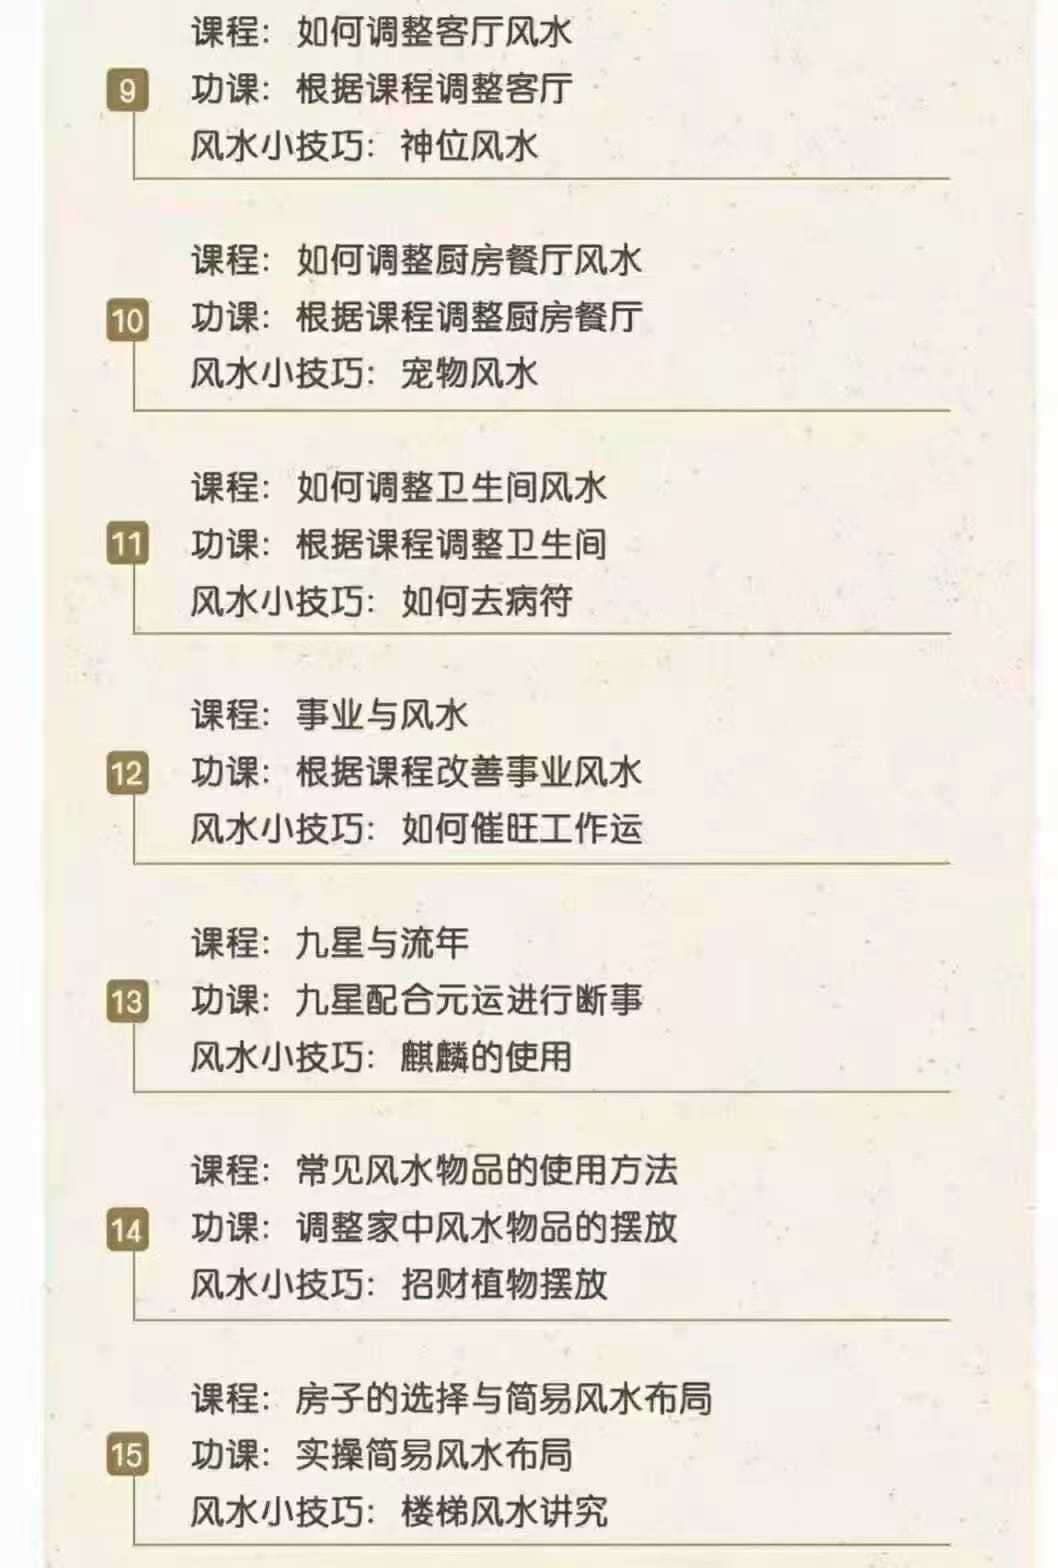 课程：如何调整客厅风水
9
功课：根据课程调整客厅
风水小技巧：神位风水
课程：如何调整厨房餐厅风水
10
功课：根据课程调整厨房餐厅
风水小技巧：宠物风水
课程：如何调整卫生间风水
11
功课：根据课程调整卫生间
风水小技巧：如何去病符
课程：事业与风水
12
功课：根据课程改善事业风水
风水小技巧：如何催旺工作运
课程：九星与流年
13
功课：九星配合元运进行断事
风水小技巧：麒麟的使用
课程：常见风水物品的使用方法
14
功课：调整家中风水物品的摆放
风水小技巧：招财植物摆放
课程：房子的选择与简易风水布局
15
功课：实操简易风水布局
风水小技巧：楼梯风水讲究